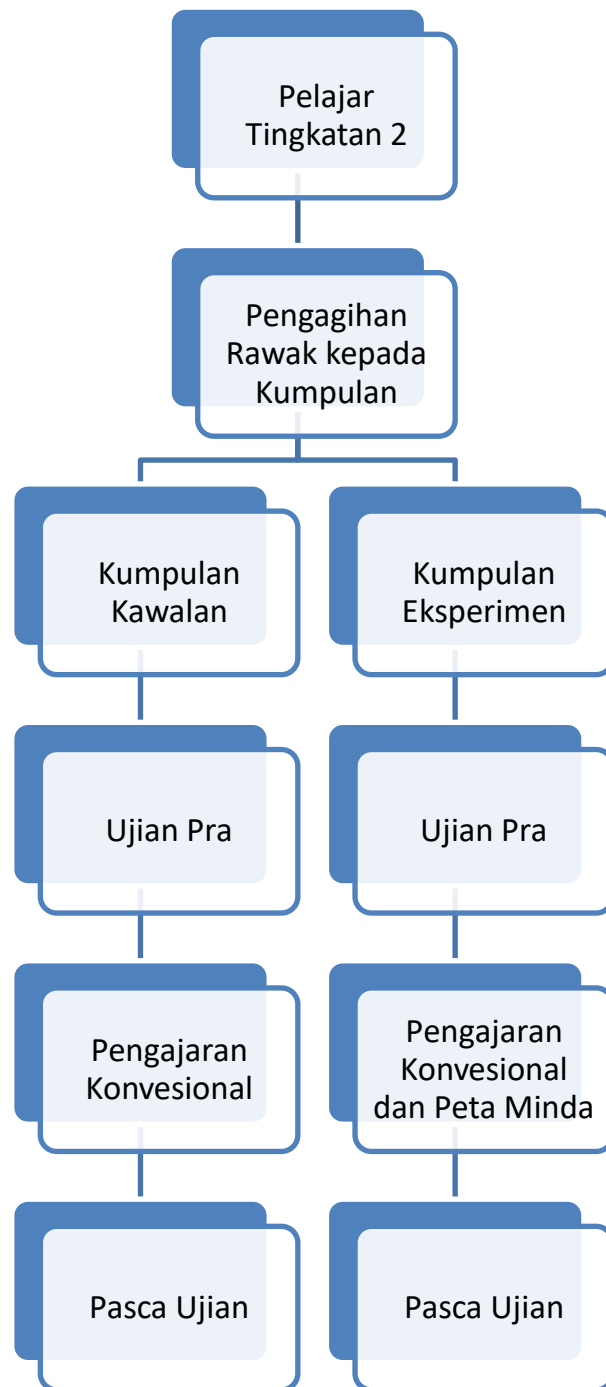 Pelajar
Tingkatan 2
Pengagihan
Rawak kepada
Kumpulan
Kumpulan
Kawalan
Kumpulan
Eksperimen
Ujian Pra
Ujian Pra
Pengajaran
Konvesional
Pengajaran
Konvesional
dan Peta Minda
Pasca Ujian
Pasca Ujian